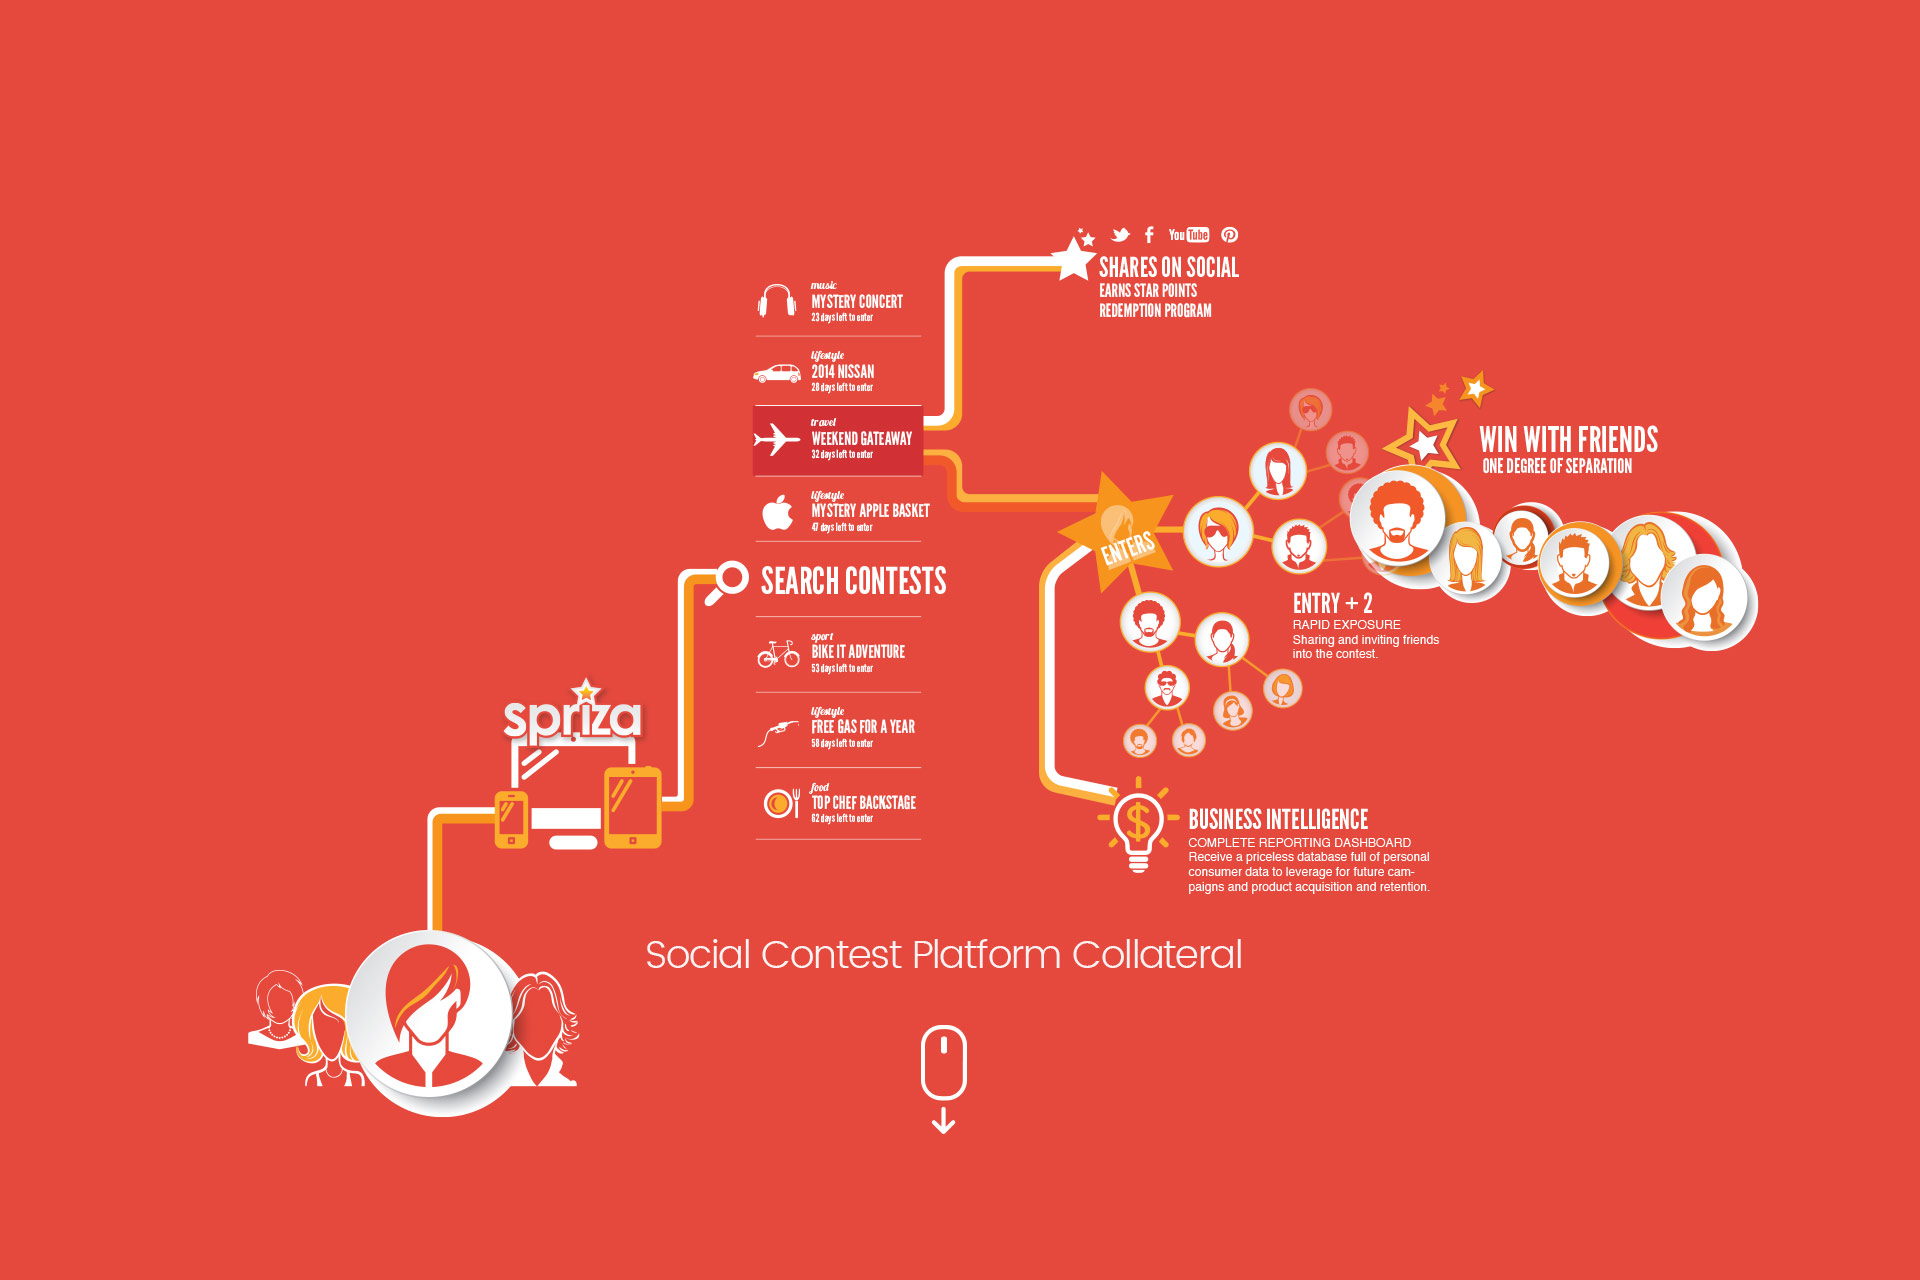 music
MYSTERY CONCERT
23 days left to enter
lifestyle
2014 NISSAN
28 days left to enter
travel
WEEKEND GATEAWAY
32 days left to enter
lifestyle
MYSTERY APPLE BASKET
47 days left to enter
SEARCH CONTESTS
sport
BIKE IT ADVENTURE
53 days left to enter
lifestyle
FREE GAS FOR A YEAR
58 days left to enter
food
TOP CHEF BACKSTAGE
62 days left to enter
spriza
YouTube
SHARES ON SOCIAL
EARNS STAR POINTS
REDEMPTION PROGRAM
ENTERS
WIN WITH FRIENDS
ONE DEGREE OF SEPARATION
ENTRY + 2
RAPID EXPOSURE
Sharing and inviting friends
into the contest.
$
BUSINESS INTELLIGENCE
COMPLETE REPORTING DASHBOARD
Receive a priceless database full of personal
consumer data to leverage for future cam-
paigns and product acquisition and retention.
Social Contest Platform Collateral